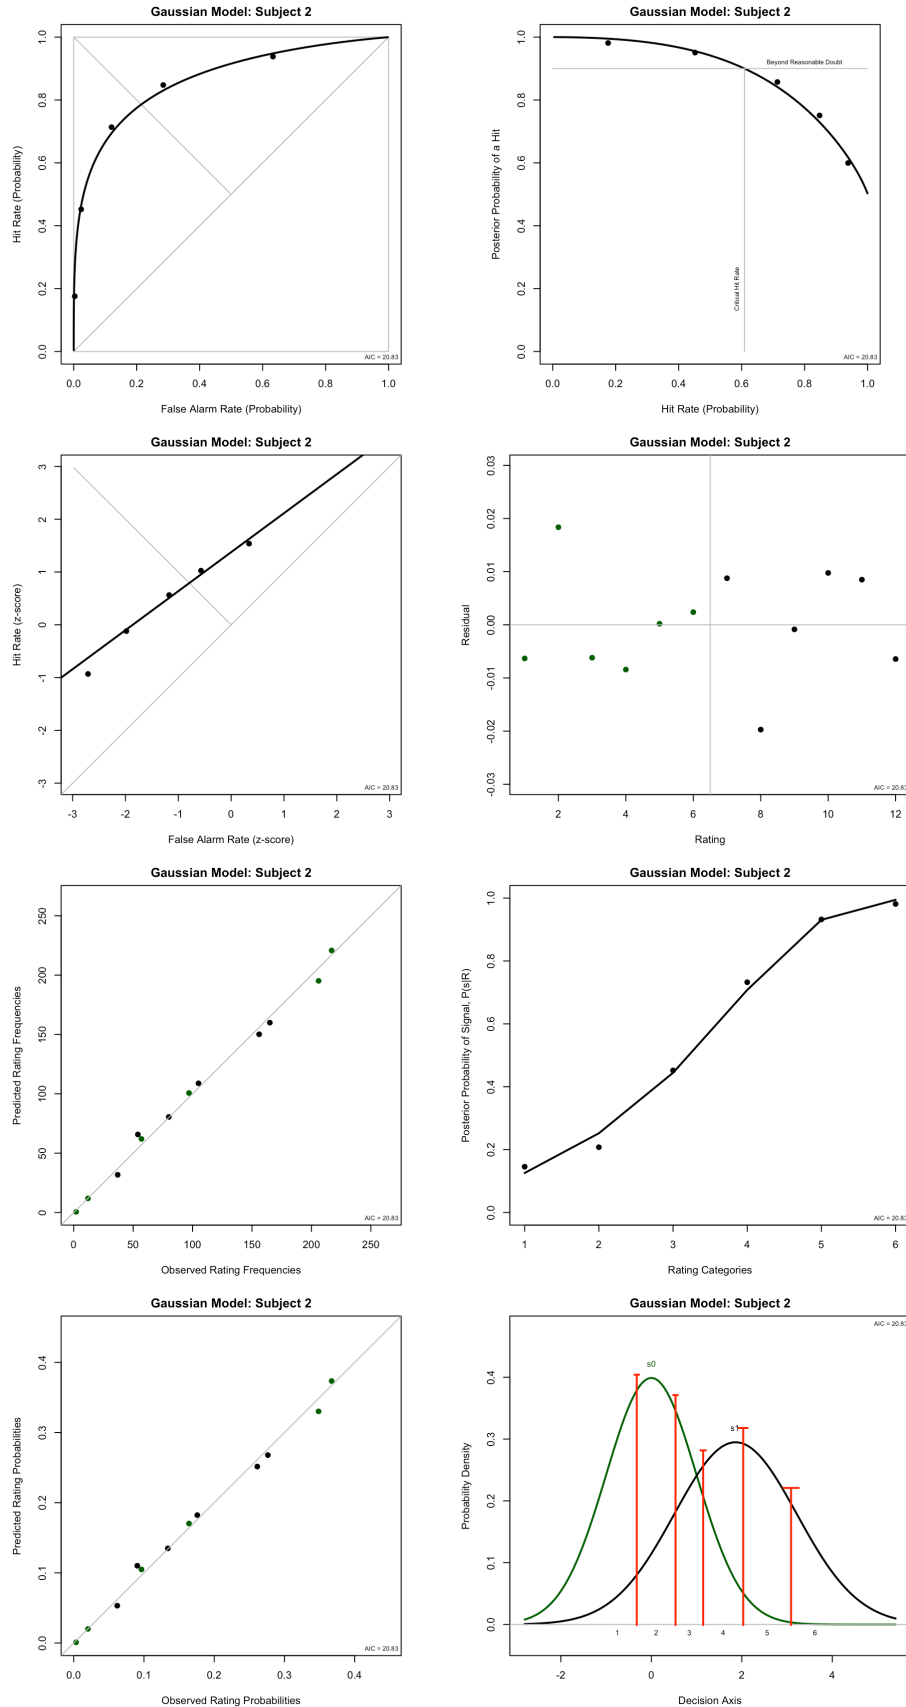 Gaussian Model: Subject 2
Hit Rate (Probability)
0.0 0.2 0.4 0.6 0.8 1.0
AIC = 20.83
0.0 0.2 0.4 0.6 0.8 1.0
False Alarm Rate (Probability)
Gaussian Model: Subject 2
Posterior Probability of a Hit
0.0 0.2 0.4 0.6 0.8 1.0
Beyond Reasonable Doubt
Critical Hit Rate
AIC = 20.83
0.0 0.2 0.4 0.6 0.8 1.0
Hit Rate (Probability)
Gaussian Model: Subject 2
Hit Rate (z-score)
-3 -2 -1 0 1 2 3
AIC = 20.83
-3 -2 -1 0 1 2 3
False Alarm Rate (z-score)
Gaussian Model: Subject 2
Residual
-0.03 -0.02 -0.01 0.00 0.01 0.02 0.03
AIC = 20.83
2 4 6 8 10 12
Rating
Gaussian Model: Subject 2
Predicted Rating Frequencies
0 50 100 150 200 250
AIC = 20.83
0 50 100 150 200 250
Observed Rating Frequencies
Gaussian Model: Subject 2
Posterior Probability of Signal, P(s|R)
0.0 0.2 0.4 0.6 0.8 1.0
AIC = 20.83
1 2 3 4 5 6
Rating Categories
Gaussian Model: Subject 2
Predicted Rating Probabilities
0.0 0.1 0.2 0.3 0.4
AIC = 20.83
0.0 0.1 0.2 0.3 0.4
Observed Rating Probabilities
Gaussian Model: Subject 2
AIC = 20.83
Probability Density
0.0 0.1 0.2 0.3 0.4
s0
s1
1 2 3 4 5 6
-2 0 2 4
Decision Axis